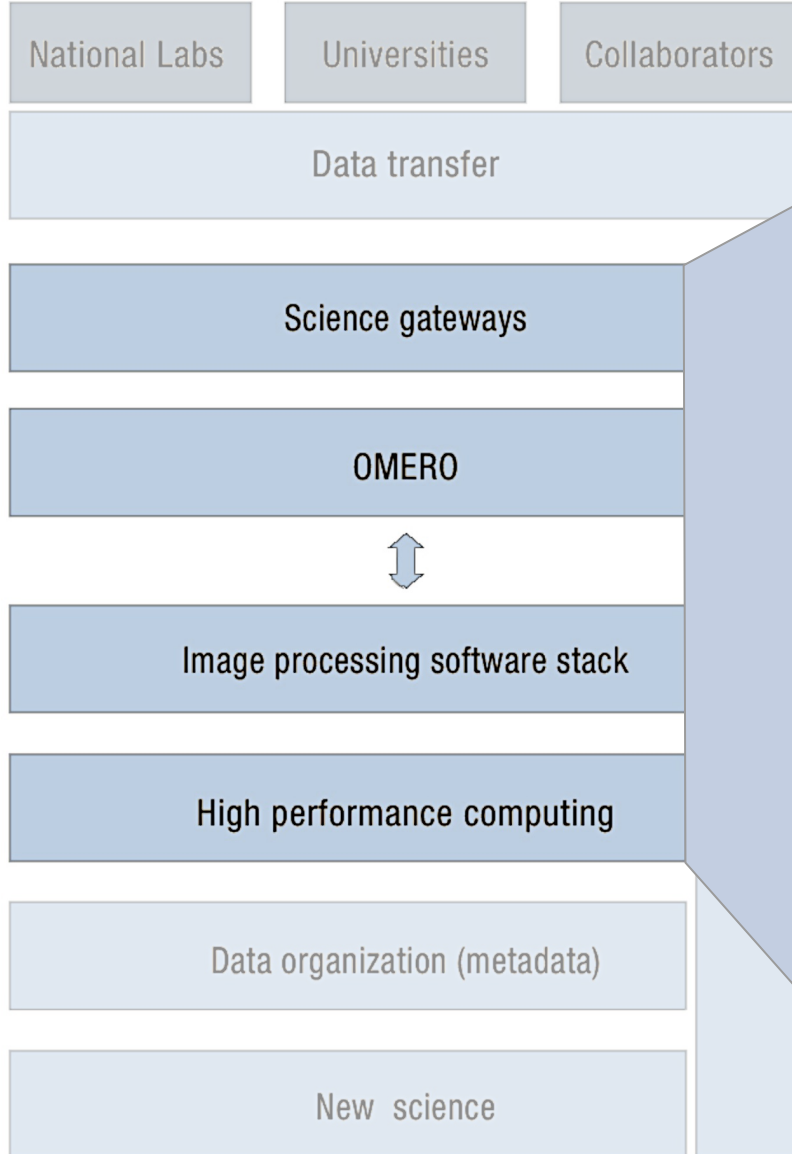 National Labs
Universities
Collaborators
Data transfer
Science gateways
OMERO
Image processing software stack
High performance computing
Data organization (metadata)
New science